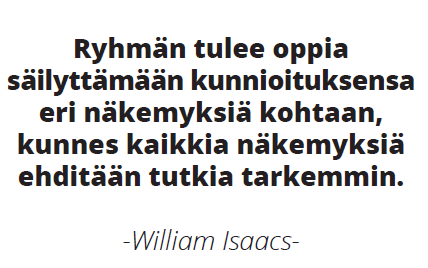 Ryhmän tulee oppia
säilyttämään kunnioituksensa
eri näkemyksiä kohtaan,
kunnes kaikkia näkemyksiä
ehditään tutkia tarkemmin.
-William Isaacs-